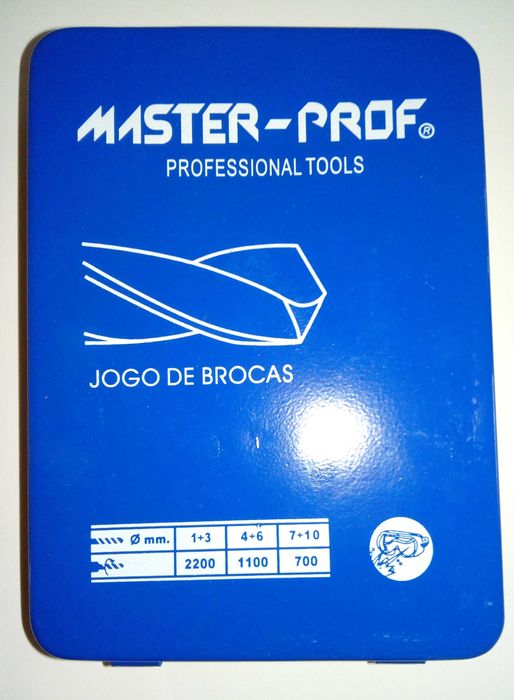 MASTER-PROF®
PROFESSIONAL TOOLS
JOGO DE BROCAS
Ø mm. 1÷3 4÷6 7÷10
2200 1100 700